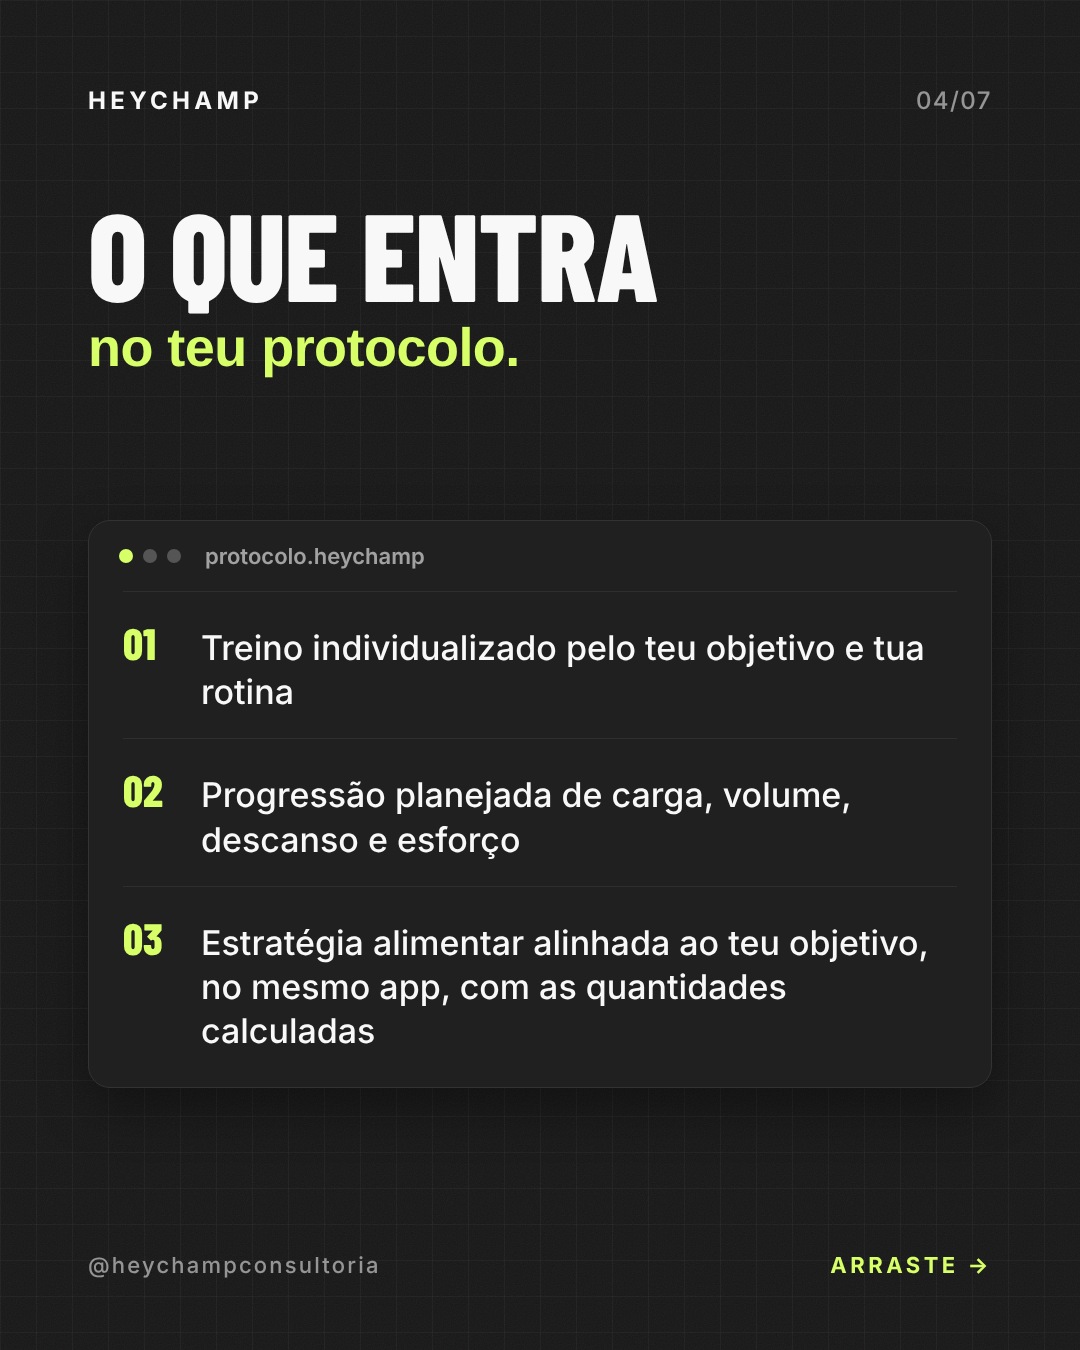 HEYCHAMP
04/07
O QUE ENTRA
no teu protocolo.
protocolo.heychamp
01 Treino individualizado pelo teu objetivo e tua
rotina
02 Progressão planejada de carga, volume,
descanso e esforço
03 Estratégia alimentar alinhada ao teu objetivo,
no mesmo app, com as quantidades
calculadas
@heychampconsultoria
ARRASTE →